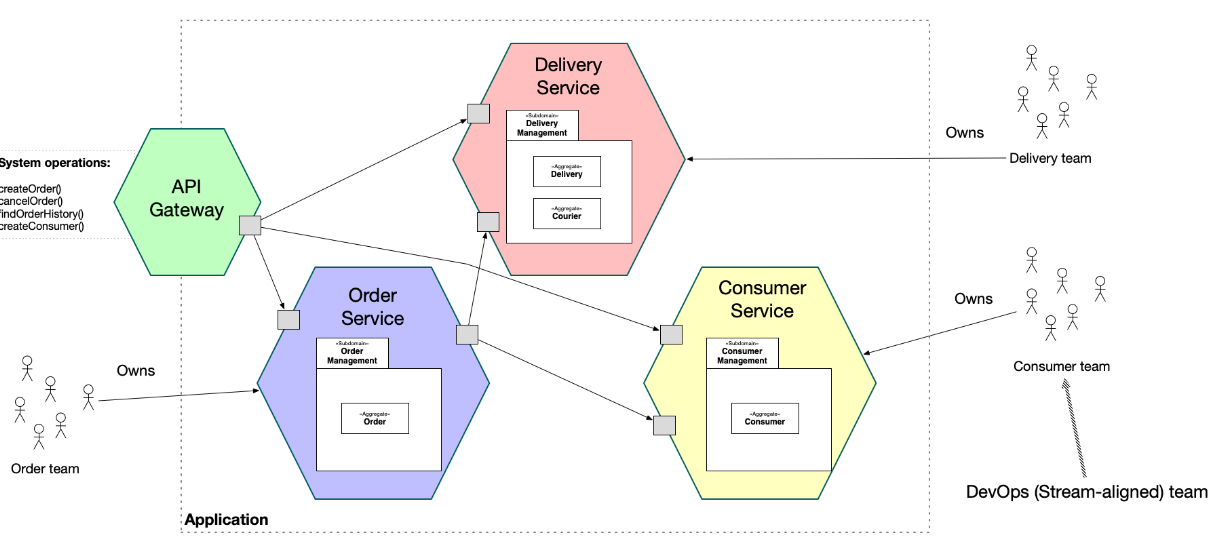 System operations:
createOrder()
cancelOrder()
findOrderHistory()
createConsumer()
API
Gateway
Delivery
Service
«Subdomain»
Delivery
Management
«Aggregate»
Delivery
«Aggregate»
Courier
Owns
Delivery team
Order
Service
«Subdomain»
Order
Management
«Aggregate»
Order
Consumer
Service
«Subdomain»
Consumer
Management
«Aggregate»
Consumer
Owns
Consumer team
Owns
Order team
DevOps (Stream-aligned) team
Application